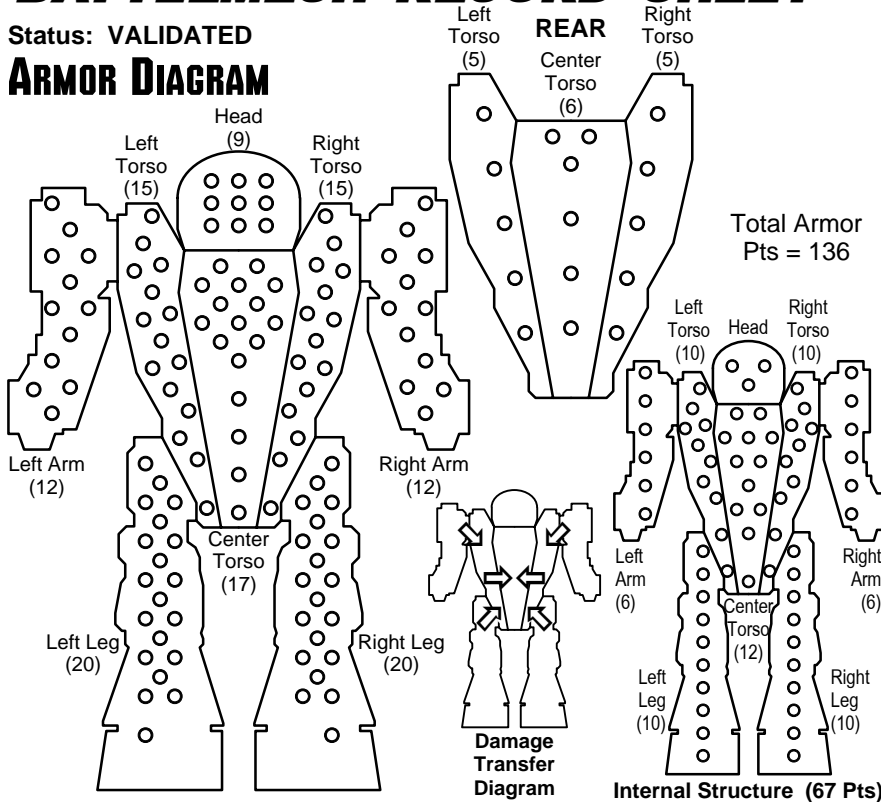 BATTLEMECH RECORD SHEET
Status: VALIDATED
ARMOR DIAGRAM
Head
(9)
Left
Torso
(15)
Right
Torso
(15)
Left Arm
(12)
Right Arm
(12)
Center
Torso
(17)
Left Leg
(20)
Right Leg
(20)
Left
Torso
(5)
REAR
Center
Torso
(6)
Right
Torso
(5)
Total Armor
Pts = 136
Left
Torso
(10)
Head
Right
Torso
(10)
Left
Arm
(6)
Right
Arm
(6)
Center
Torso
(12)
Left
Leg
(10)
Right
Leg
(10)
Damage
Transfer
Diagram
Internal Structure (67 Pts)